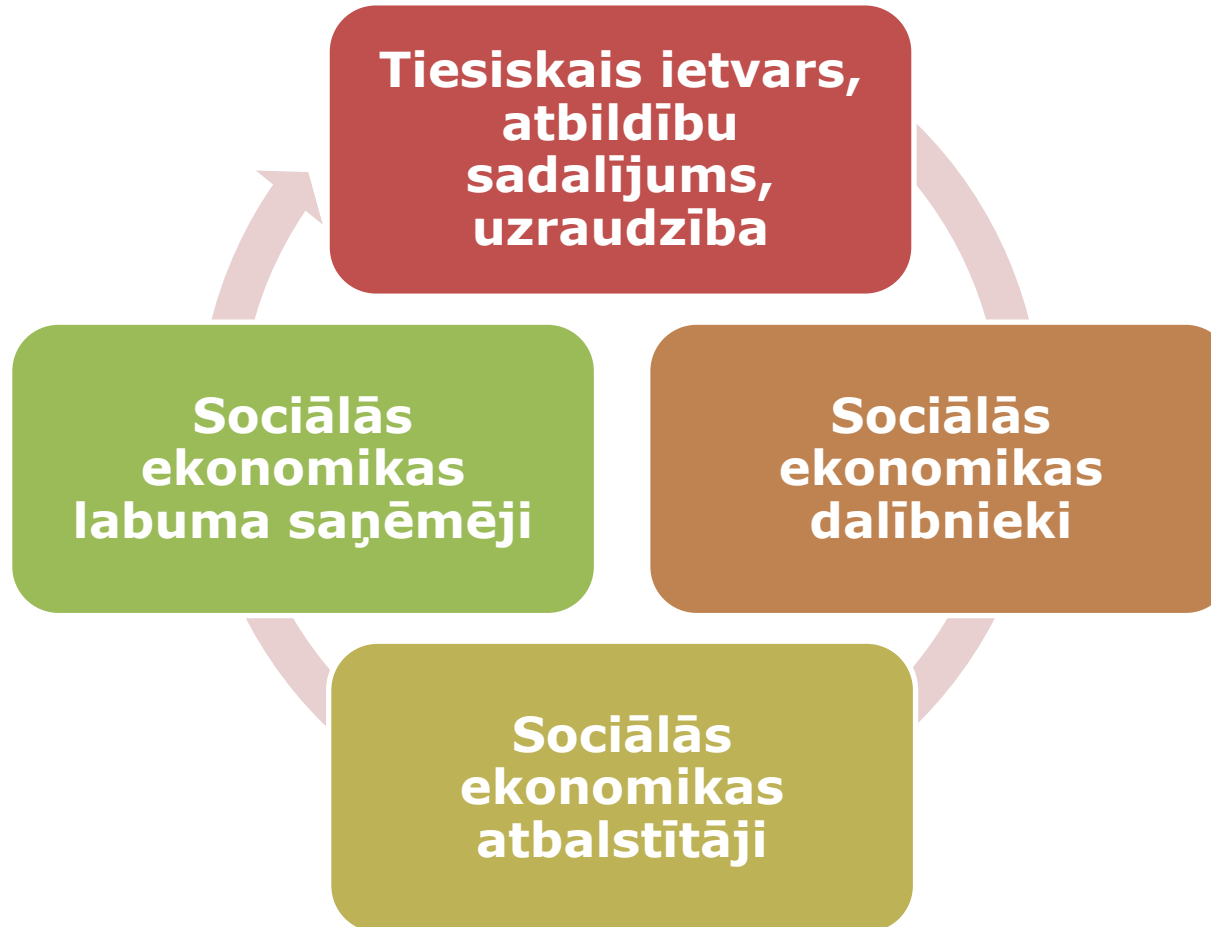 Tiesiskais ietvars,
atbildību
sadalījums,
uzraudzība
Sociālās
ekonomikas
labuma saņēmēji
Sociālās
ekonomikas
dalībnieki
Sociālās
ekonomikas
atbalstītāji